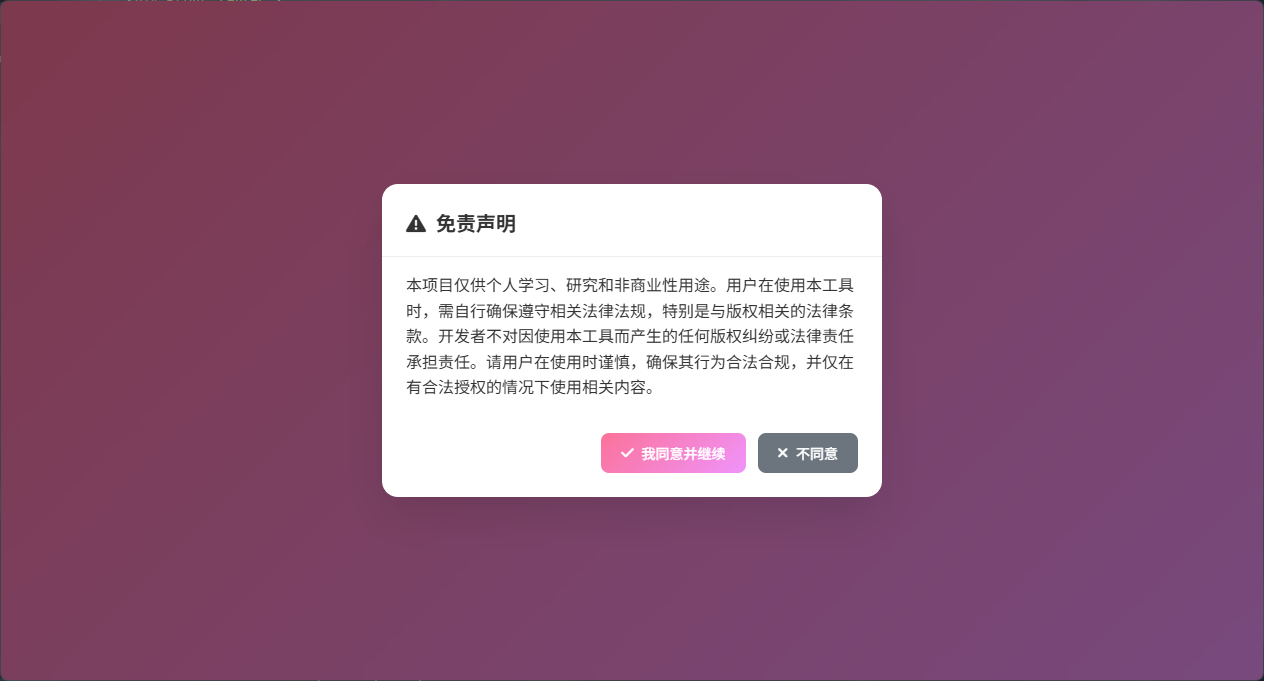 免责声明
本项目仅供个人学习、研究和非商业性用途。用户在使用本工具
时，需自行确保遵守相关法律法规，特别是与版权相关的法律条
款。开发者不对因使用本工具而产生的任何版权纠纷或法律责任
承担责任。请用户在使用时谨慎，确保其行为合法合规，并仅在
有合法授权的情况下使用相关内容。
我同意并继续
不同意